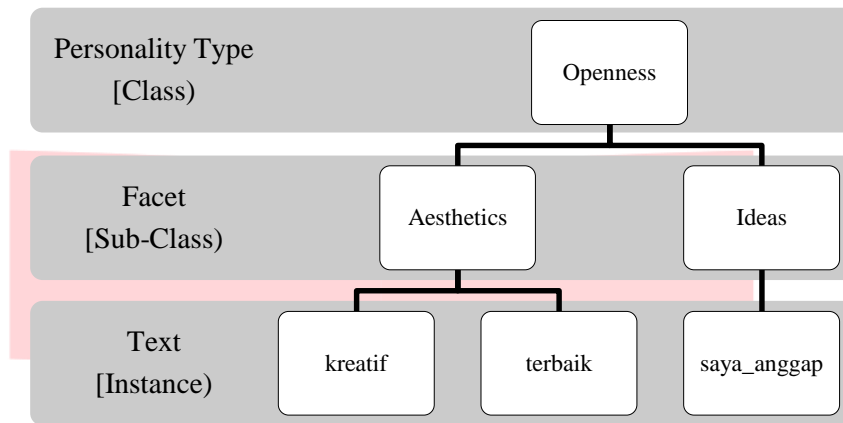 Personality Type
[Class)
Openness
Facet
[Sub-Class)
Aesthetics
Ideas
Text
[Instance)
kreatif
terbaik
saya_anggap